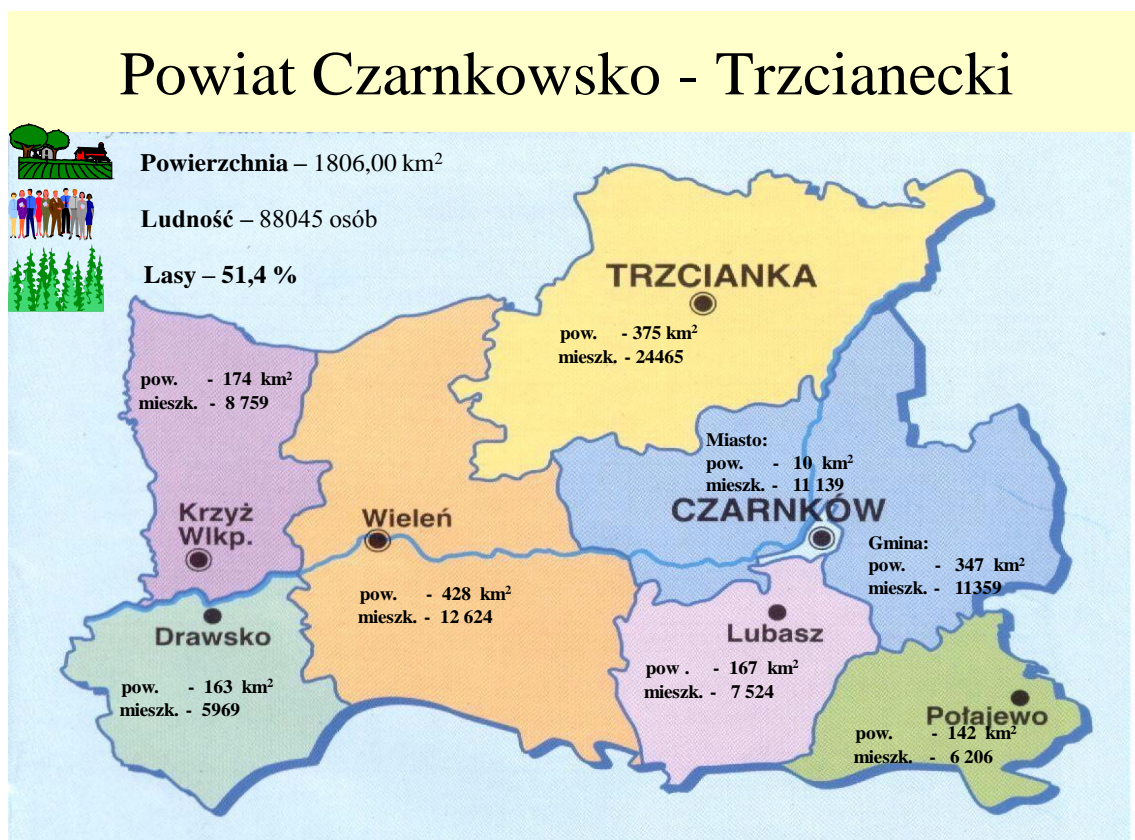 Powiat Czarnkowsko - Trzcianecki
Powierzchnia – 1806,00 km²
Ludność – 88045 osób
Lasy – 51,4 %
TRZCIANKA
pow. - 375 km²
mieszk. - 24465
pow. - 174 km²
mieszk. - 8 759
Krzyż
Wlkp.
Wieleń
pow. - 428 km²
mieszk. - 12 624
Miasto:
pow. - 10 km²
mieszk. - 11 139
CZARNKÓW
Gmina:
pow. - 347 km²
mieszk. - 11359
Drawsko
pow. - 163 km²
mieszk. - 5969
Lubasz
pow . - 167 km²
mieszk. - 7 524
Połajewo
pow. - 142 km²
mieszk. - 6 206